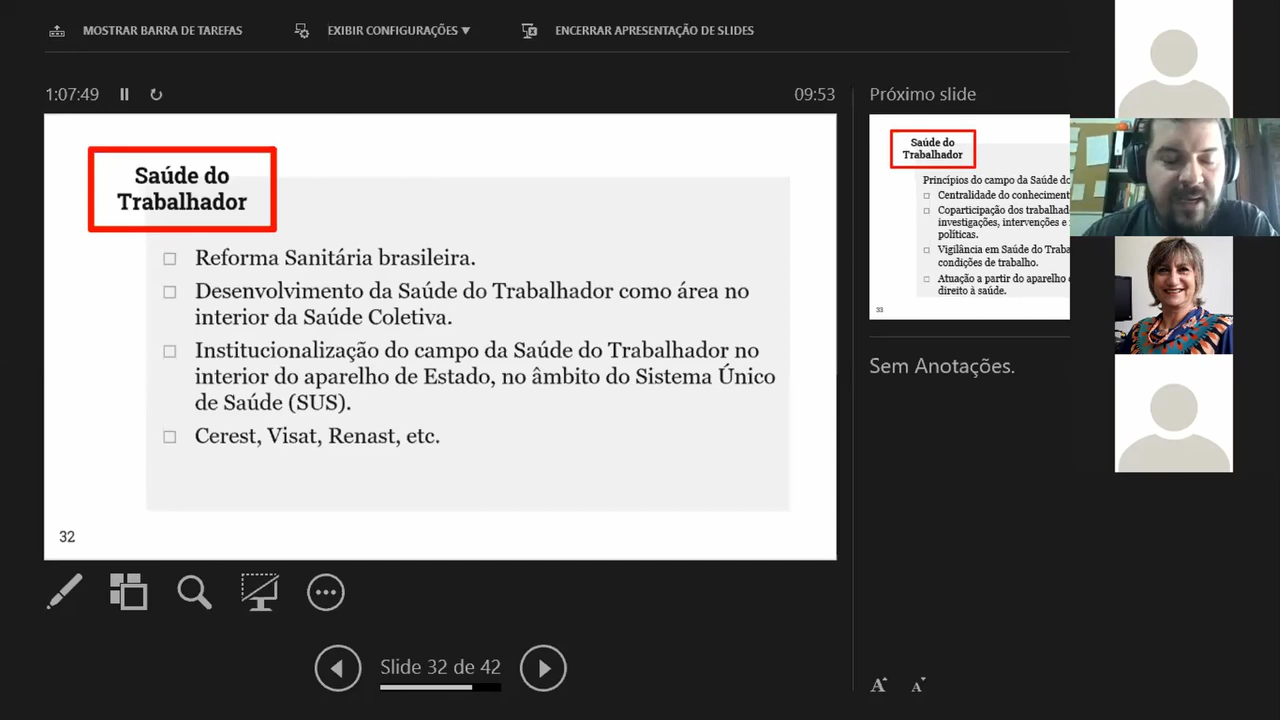 MOSTRAR BARRA DE TAREFAS
EXIBIR CONFIGURAÇÕES
ENCERRAR APRESENTAÇÃO DE SLIDES
1:07:49
09:53
Saúde do
Trabalhador
Reforma Sanitária brasileira.
Desenvolvimento da Saúde do Trabalhador como área no
interior da Saúde Coletiva.
Institucionalização do campo da Saúde do Trabalhador no
interior do aparelho de Estado, no âmbito do Sistema Único
de Saúde (SUS).
Cerest, Visat, Renast, etc.
32
Slide 32 de 42
Próximo slide
Saúde do
Trabalhador
Princípios do campo da Saúde do
Centralidade do
Coparticipação dos
investigações, intervenções e
políticas.
Vigilância em Saúde do
condições de trabalho.
Atuação a partir do aparelho
direito à saúde.
33
Sem Anotações.
A
A